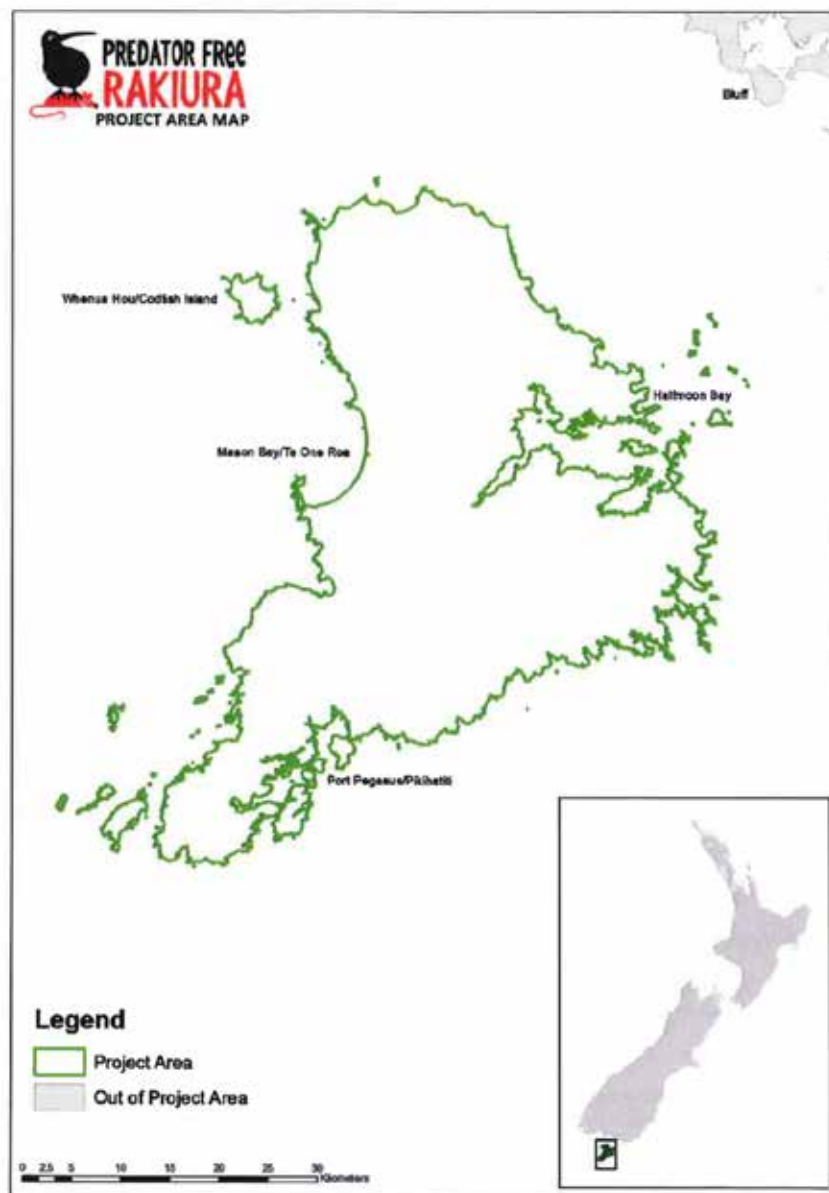 PREDATOR FREE
RAKIURA
PROJECT AREA MAP
Bluff
Whenua Hou/Codfish Island
Halfmoon Bay
Mason Bay/Te One Roa
Port Pegasus/Pikihatiti
Legend
Project Area
Out of Project Area
0 2.5 5 10 15 20 25 30
Kilometers